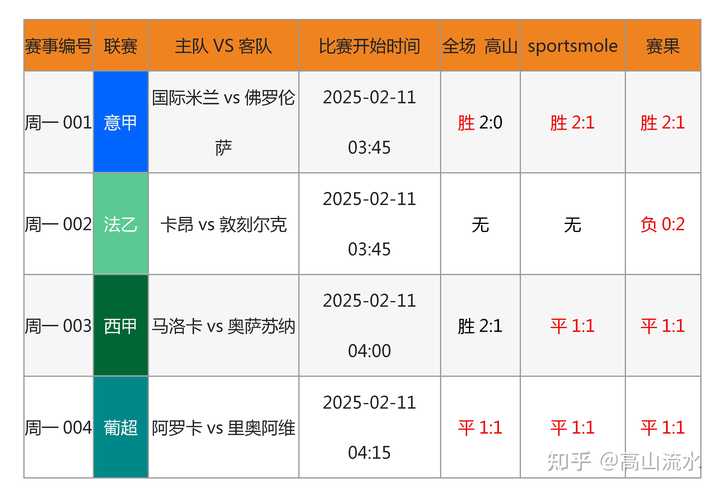 赛事编号 联赛 主队 VS 客队 比赛开始时间 全场 高山 sportsmole 赛果
周一 001 意甲 国际米兰 vs 佛罗伦 2025-02-11 胜 2:0 胜 2:1 胜 2:1
萨 03:45
周一 002 法乙 卡昂 vs 敦刻尔克 2025-02-11 无 无 负 0:2
03:45
周一 003 西甲 马洛卡 vs 奥萨苏纳 2025-02-11 胜 2:1 平 1:1 平 1:1
04:00
周一 004 葡超 阿罗卡 vs 里奥阿维 2025-02-11 平 1:1 平 1:1 平 1:1
04:15
知乎 @高山流水